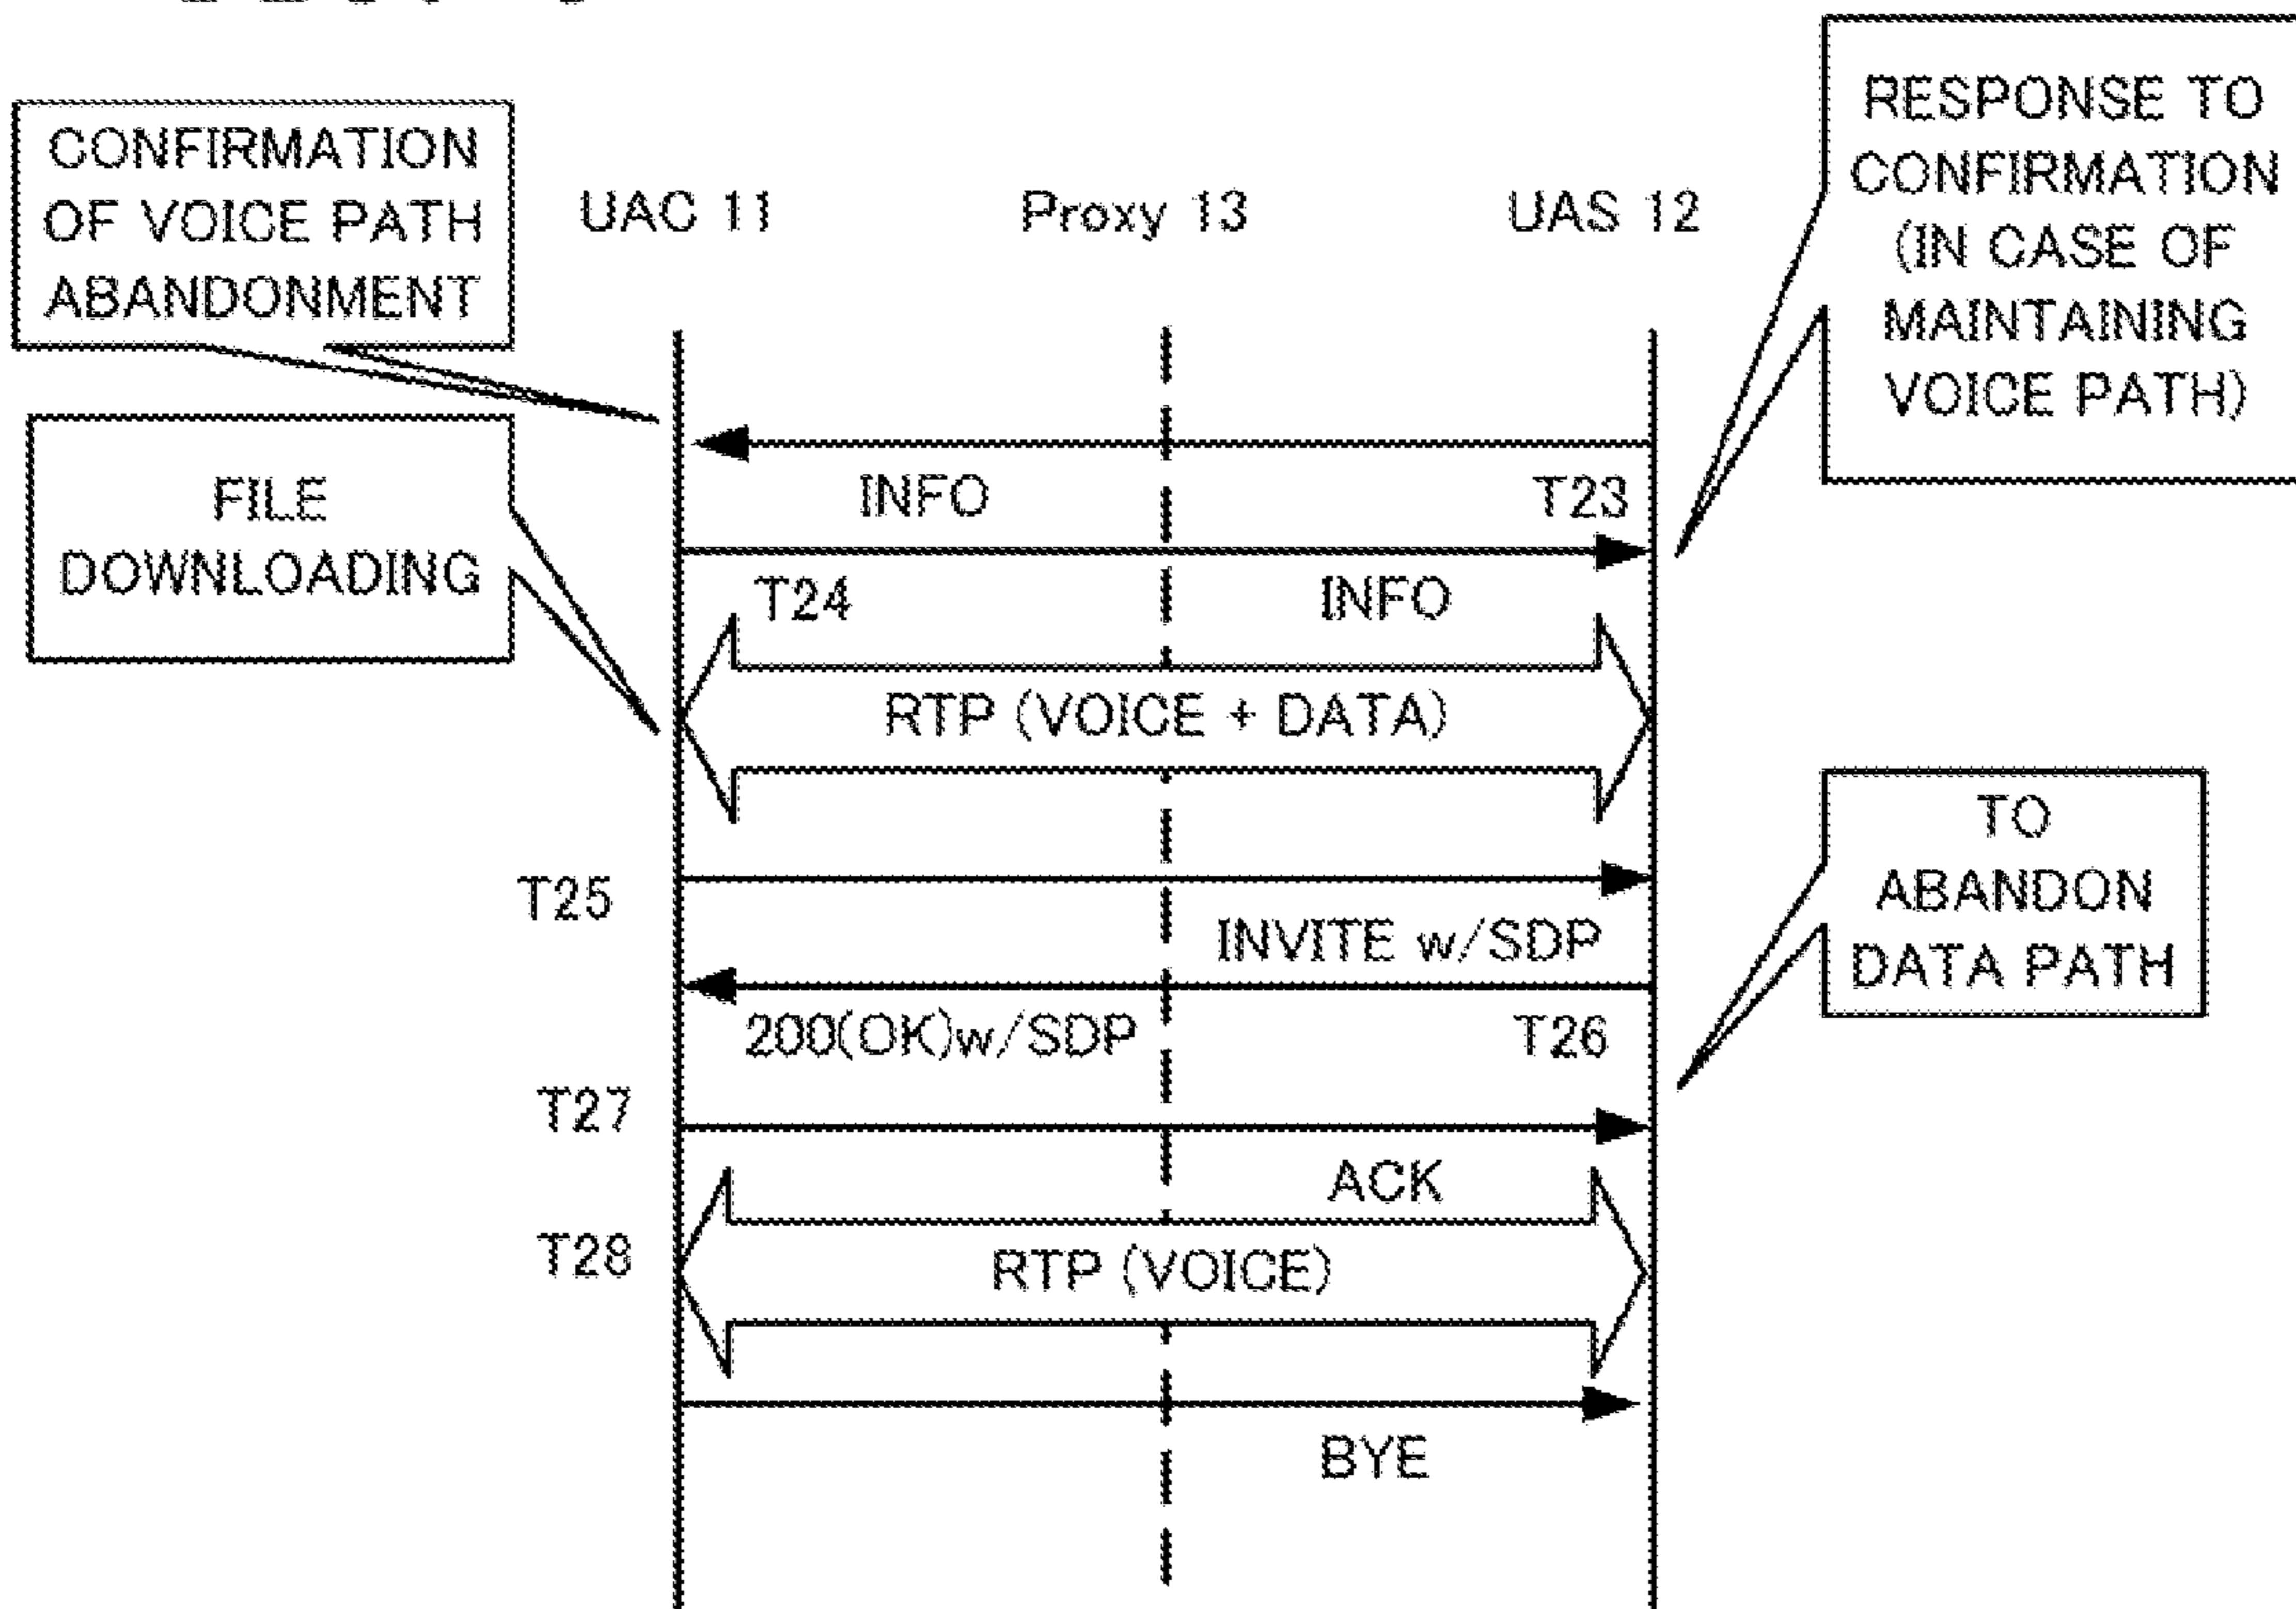 CONFIRMATION
OF VOICE PATH
ABANDONMENT
UAC 11
Proxy 13
UAS 12
RESPONSE TO
CONFIRMATION
(IN CASE OF
MAINTAINING
VOICE PATH)
FILE
DOWNLOADING
INFO
T23
T24
INFO
RTP (VOICE + DATA)
T25
INVITE w/SDP
TO
ABANDON
DATA PATH
200(OK)w/SDP
T26
T27
ACK
T28
RTP (VOICE)
BYE